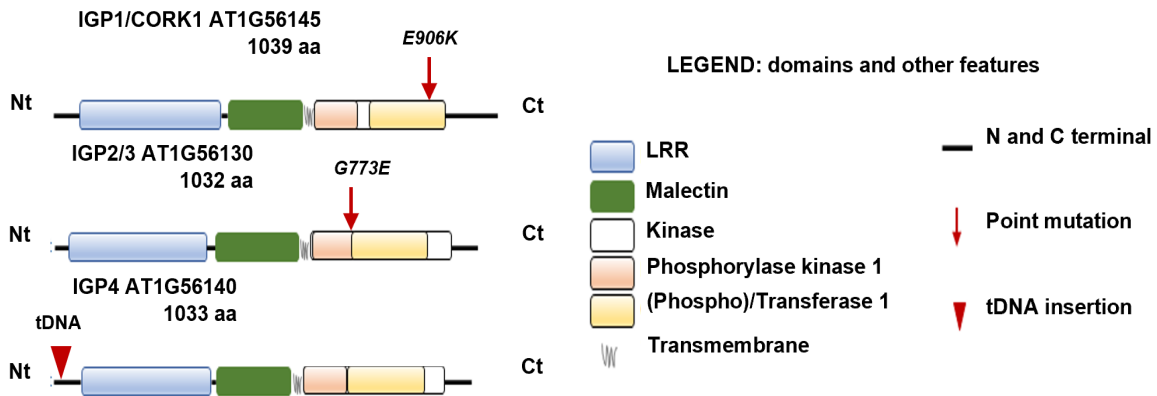 IGP1/CORK1 AT1G56145
1039 aa
E906K
Nt
Ct
IGP2/3 AT1G56130
1032 aa
G773E
Nt
Ct
IGP4 AT1G56140
1033 aa
tDNA
Nt
Ct
LEGEND: domains and other features
LRR
Malectin
Kinase
Phosphorylase kinase 1
(Phospho)/Transferase 1
Transmembrane
N and C terminal
Point mutation
tDNA insertion